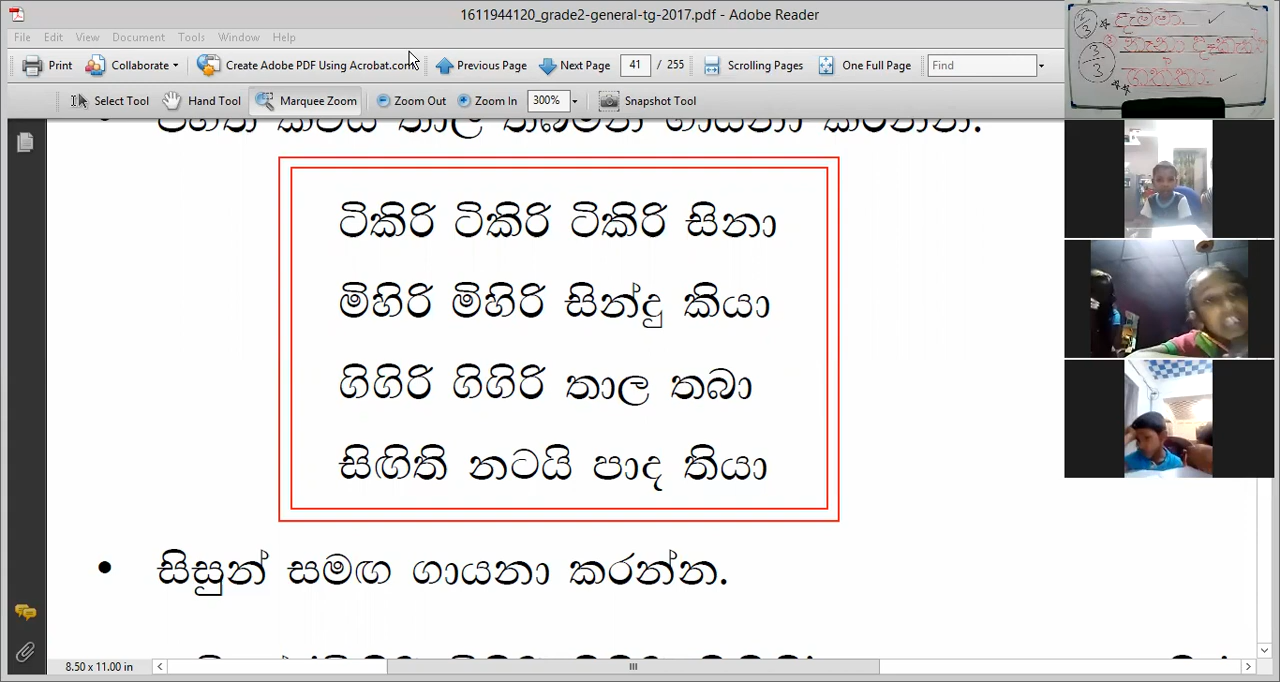 1611944120_grade2-general-tg-2017.pdf - Adobe Reader
File Edit View Document Tools Window Help
Print Collaborate Create Adobe PDF Using Acrobat.com Previous Page Next Page 41 / 255 Scrolling Pages One Full Page Find
Select Tool Hand Tool Marquee Zoom Zoom Out Zoom In 300% Snapshot Tool
ටිකිරි ටිකිරි ටිකිරි සිනා
මිහිරි මිහිරි සින්දු කියා
ගිගිරි ගිගිරි තාල තබා
සිඟිති නටයි පාද තියා
• සිසුන් සමඟ ගායනා කරන්න.
8.50 x 11.00 in